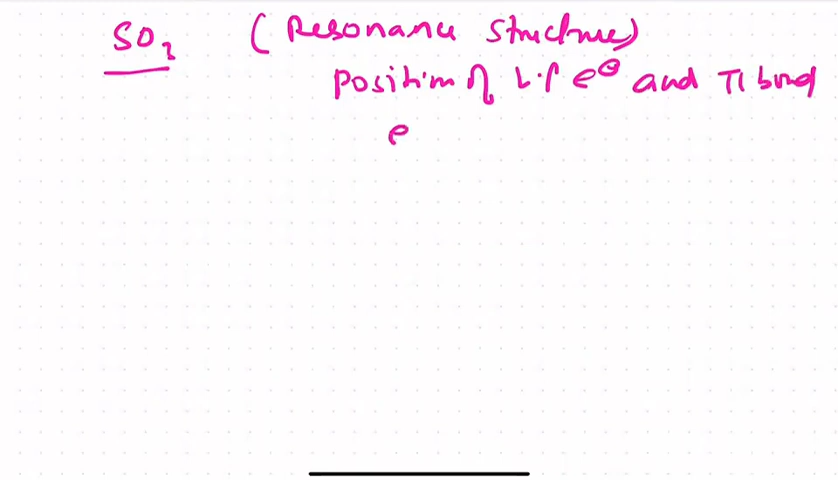 SO₂ (Resonance structure)
position of L.P e⊖ and π bond
e